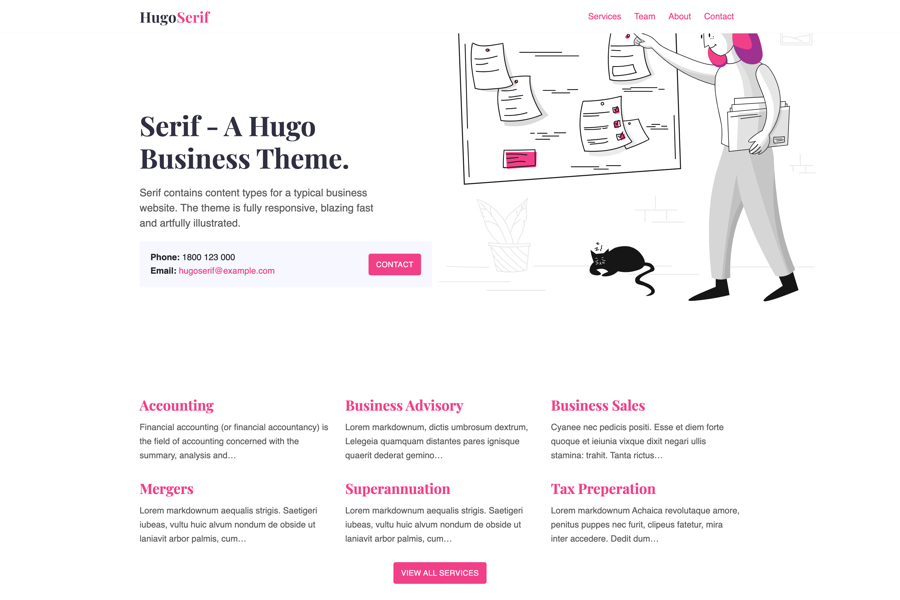 HugoSerif
Services Team About Contact
Serif - A Hugo
Business Theme.
Serif contains content types for a typical business
website. The theme is fully responsive, blazing fast
and artfully illustrated.
Phone: 1800 123 000
Email: hugoserif@example.com
CONTACT
Accounting
Financial accounting (or financial accountancy) is
the field of accounting concerned with the
summary, analysis and…
Business Advisory
Lorem markdownum, dictis umbrosum dextrum,
Lelegeia quamquam distantes pares ignisque
quaerit dederat gemino…
Business Sales
Cyanee nec pedicis positi. Esse et diem forte
quoque et ieiunia vixque dixit negari ullis
stamina: trahit. Tanta rictus…
Mergers
Lorem markdownum aequalis strigis. Saetigeri
iubeas, vultu huic alvum nondum de obside ut
laniavit arbor palmis, cum…
Superannuation
Lorem markdownum aequalis strigis. Saetigeri
iubeas, vultu huic alvum nondum de obside ut
laniavit arbor palmis, cum…
Tax Preperation
Lorem markdownum Achaica revolutaque amore,
penitus puppes nec furit, clipeus fatetur, mira
inter accedere. Dedit dum…
VIEW ALL SERVICES